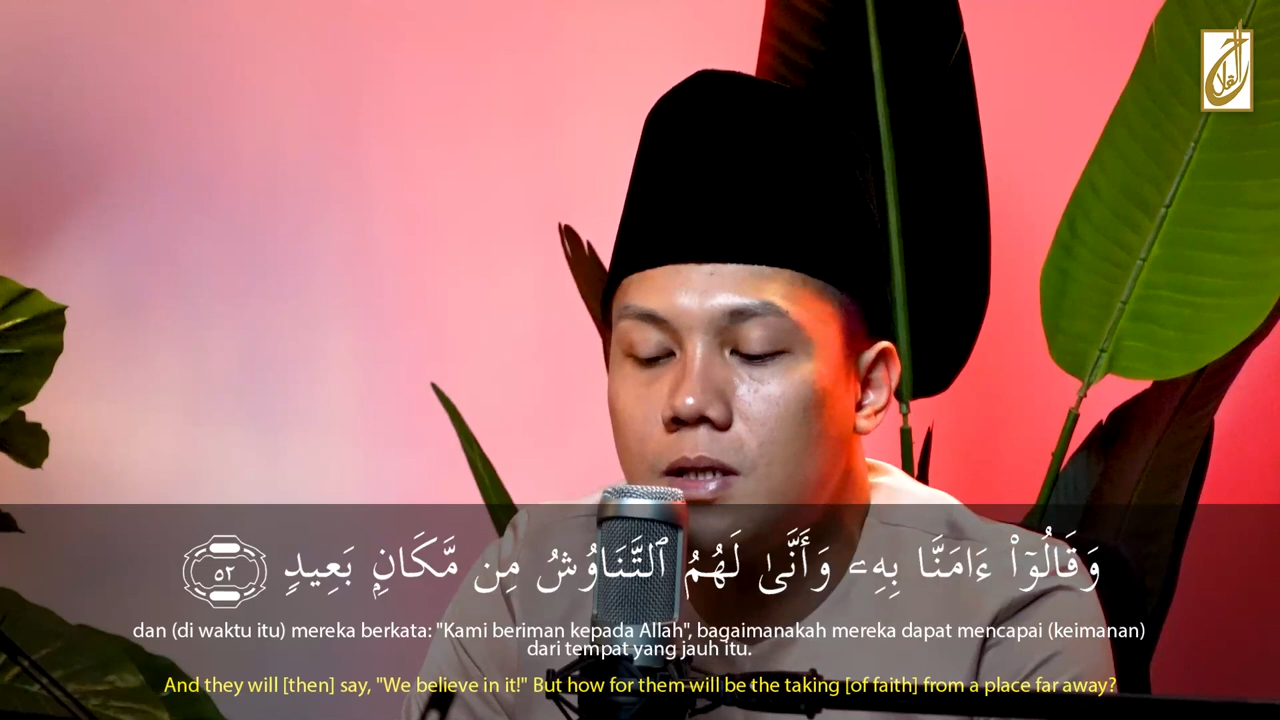 وَقَالُوٓا۟ ءَامَنَّا بِهِۦ وَأَنَّىٰ لَهُمُ ٱلتَّنَاوُشُ مِن مَّكَانٍۭ بَعِيدٍ ٥٢
dan (di waktu itu) mereka berkata: "Kami beriman kepada Allah", bagaimanakah mereka dapat mencapai (keimanan)
dari tempat yang jauh itu.
And they will [then] say, "We believe in it!" But how for them will be the taking [of faith] from a place far away?